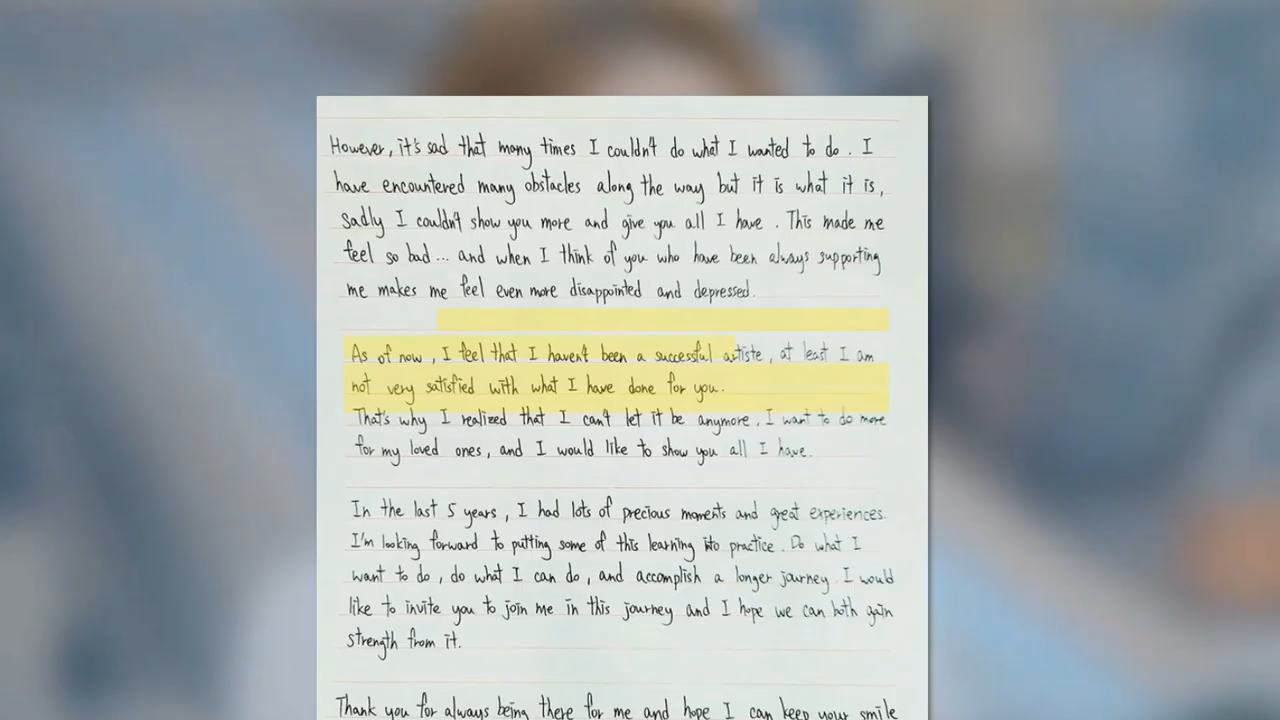 However, it's sad that many times I couldn't do what I wanted to do. I
have encountered many obstacles along the way but it is what it is,
sadly I couldn't show you more and give you all I have. This made me
feel so bad... and when I think of you who have been always supporting
me makes me feel even more disappointed and depressed.
As of now, I feel that I haven't been a successful artiste, at least I am
not very satisfied with what I have done for you.
That's why I realized that I can't let it be anymore. I want to do more
for my loved ones, and I would like to show you all I have.
In the last 5 years, I had lots of precious moments and great experiences.
I'm looking forward to putting some of this learning into practice. Do what I
want to do, do what I can do, and accomplish a longer journey. I would
like to invite you to join me in this journey and I hope we can both gain
strength from it.
Thank you for always being there for me and hope I can keep your smile